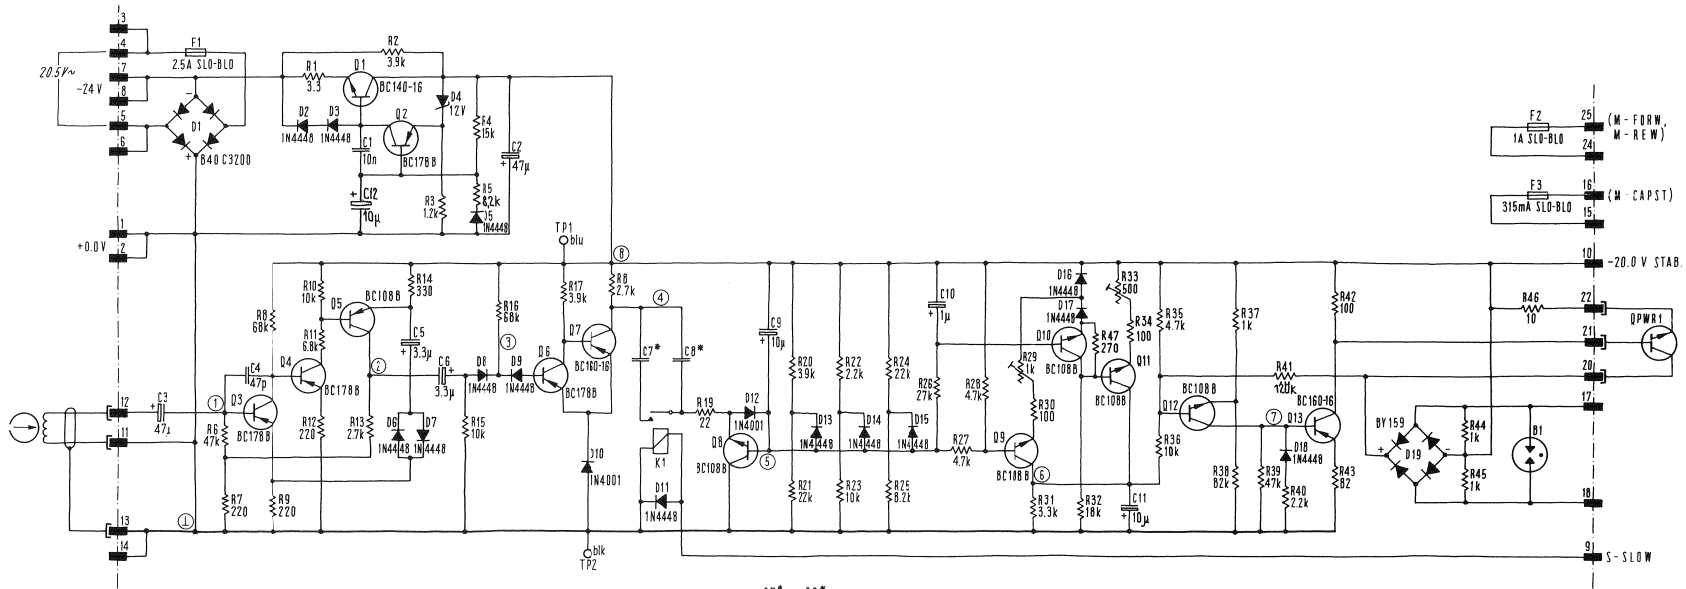 3
4
20.5V~
7
-24V
8
5
6
F1
2.5A SLO-BLO
D1
-
+
B40 C3200
R1
3.3
R2
3.9k
Q1
BC140-16
D2
1N4448
D3
1N4448
Q2
BC178B
D4
12V
R4
15k
C2
47µ
C1
10n
C12
10µ
R3
1.2k
R5
8.2k
D5
1N4448
1
+0.0V
2
TP1
blu
8
F2
1A SLO-BLO
25
(M-FORW,
M-REW)
24
F3
315mA SLO-BLO
16
(M-CAPST)
15
10
-20.0 V STAB.
R8
68k
R10
10k
R11
6.8k
Q5
BC108B
R14
330
C5
3.3µ
R16
68k
R17
3.9k
R8
2.7k
4
C7*
C8*
C9
10µ
C10
1µ
D16
1N4448
D17
1N4448
R33
500
R34
100
R35
4.7k
R37
1k
R42
100
R46
10
22
21
20
QPWR1
C4
47p
Q4
BC178B
2
C6
3.3µ
D8
1N4448
3
D9
1N4448
Q6
BC178B
Q7
BC160-16
R20
3.9k
R22
2.2k
R24
22k
R26
27k
R28
4.7k
R29
1k
Q10
BC108B
R47
270
Q11
BC108B
R41
120k
12
C3
47µ
1
Q3
BC178B
11
R6
47k
R12
220
R13
2.7k
D6
1N4448
D7
1N4448
R15
10k
R19
22
D12
1N4001
Q8
BC108B
5
D13
1N4448
D14
1N4448
D15
1N4448
R27
4.7k
Q9
BC108B
R30
100
6
Q12
BC108B
R36
10k
7
Q13
BC160-16
D18
1N4448
17
BY159
D19
+
-
R44
1k
R45
1k
B1
18
R7
220
R9
220
D10
1N4001
K1
D11
1N4448
R21
22k
R23
10k
R25
8.2k
R31
3.3k
R32
18k
C11
10µ
R38
82k
R39
47k
R40
2.2k
R43
82
13
14
blk
TP2
9
S-SLOW